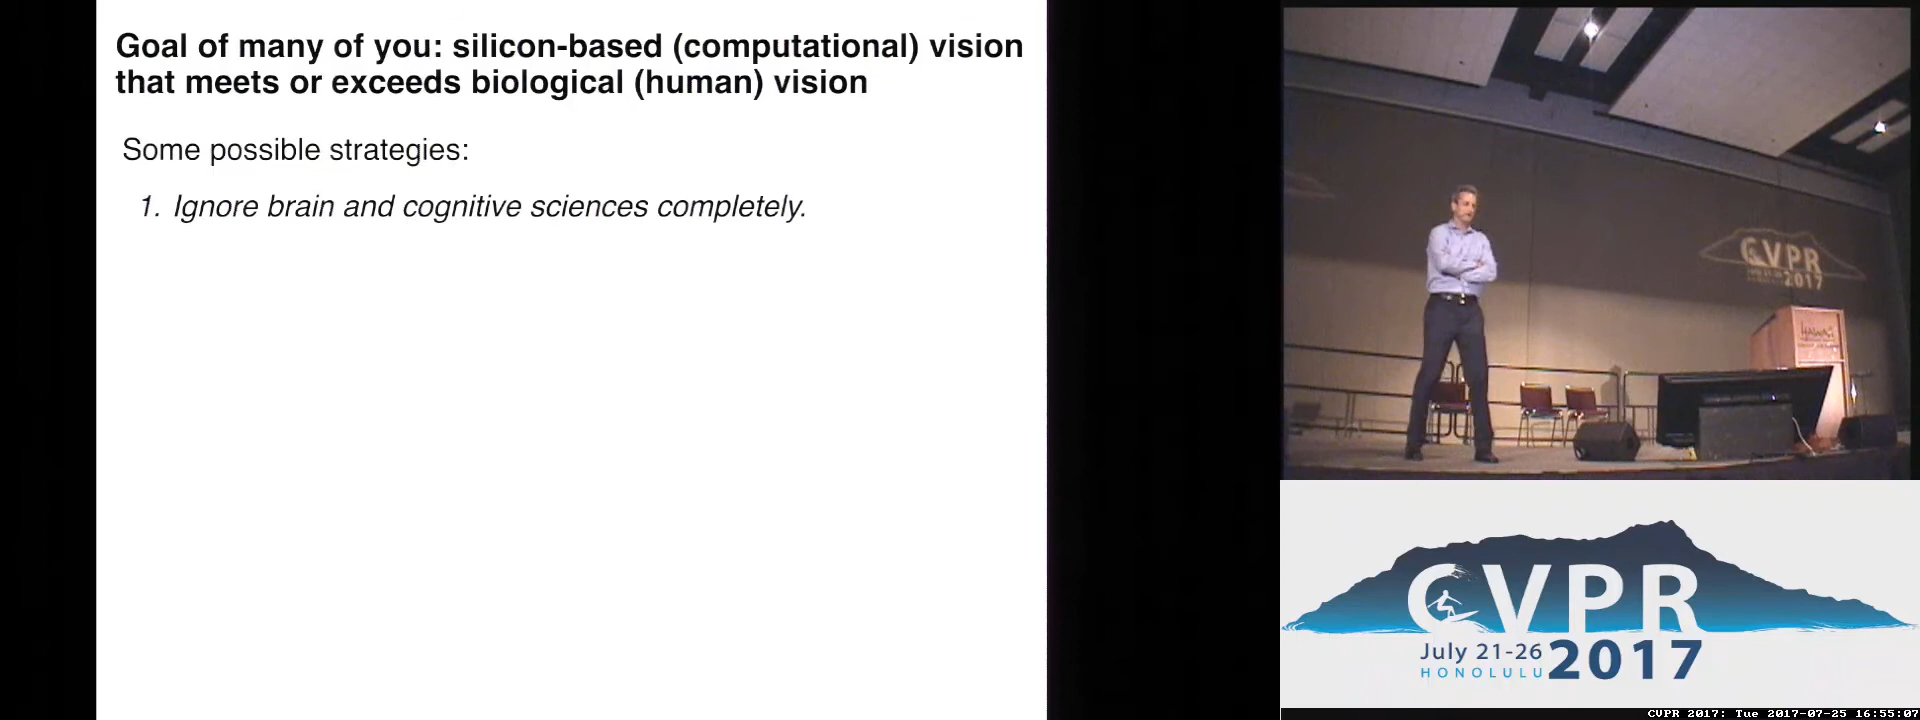 Goal of many of you: silicon-based (computational) vision
that meets or exceeds biological (human) vision
Some possible strategies:
1. Ignore brain and cognitive sciences completely.
CVPR
2017
HAWAI'I
CVPR
July 21-26 2017
HONOLULU
CVPR 2017: Tue 2017-07-25 16:55:07